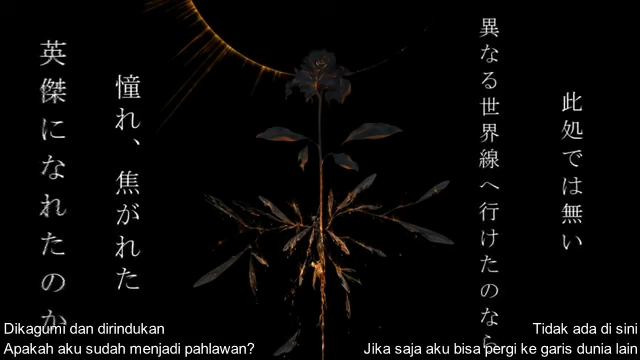 此処では無い
異なる世界線へ行けたのなら
憧れ、焦がれた
英傑になれたのか
Dikagumi dan dirindukan
Apakah aku sudah menjadi pahlawan?
Tidak ada di sini
Jika saja aku bisa pergi ke garis dunia lain